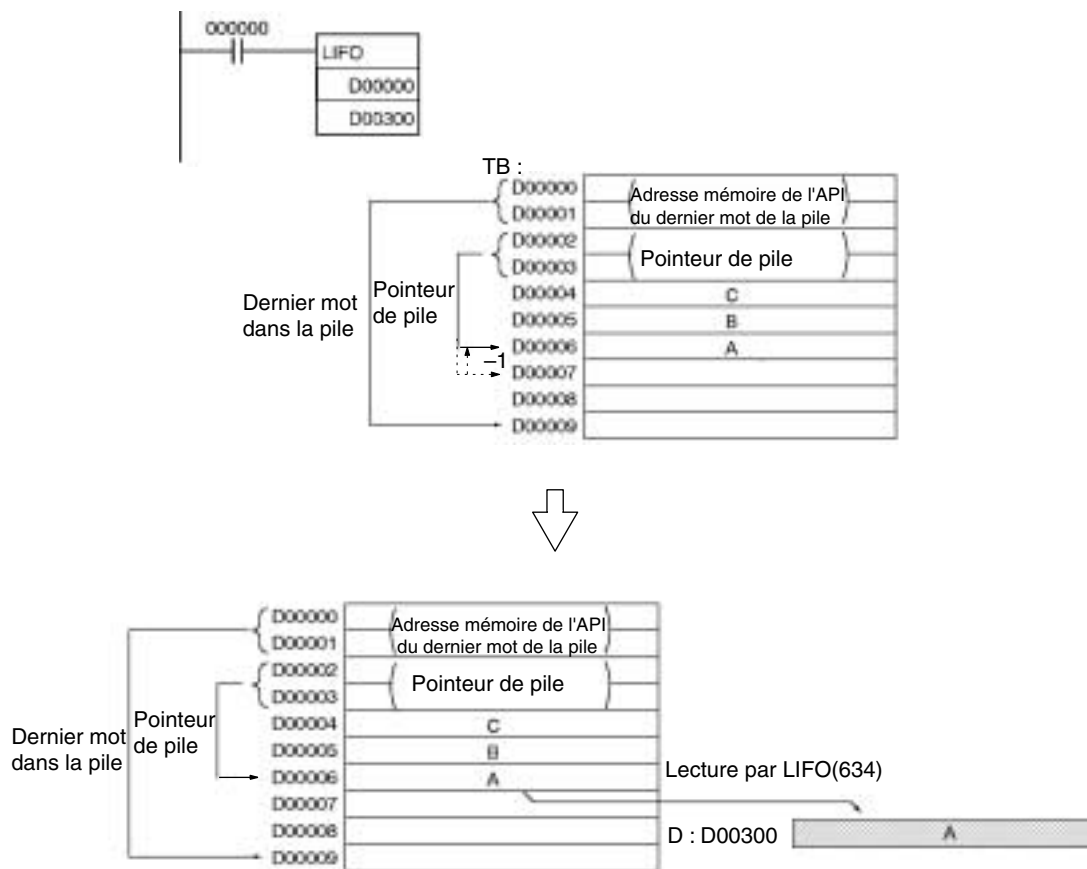 000000
LIFO
D00000
D00300
TB :
D00000
D00001
Adresse mémoire de l'API
du dernier mot de la pile
D00002
D00003
Pointeur de pile
D00004
C
D00005
B
D00006
A
D00007
D00008
D00009
Dernier mot
dans la pile
Pointeur
de pile
–1
D00000
D00001
Adresse mémoire de l'API
du dernier mot de la pile
D00002
D00003
Pointeur de pile
D00004
C
D00005
B
D00006
A
D00007
D00008
D00009
Dernier mot
dans la pile
Pointeur
de pile
Lecture par LIFO(634)
D : D00300
A